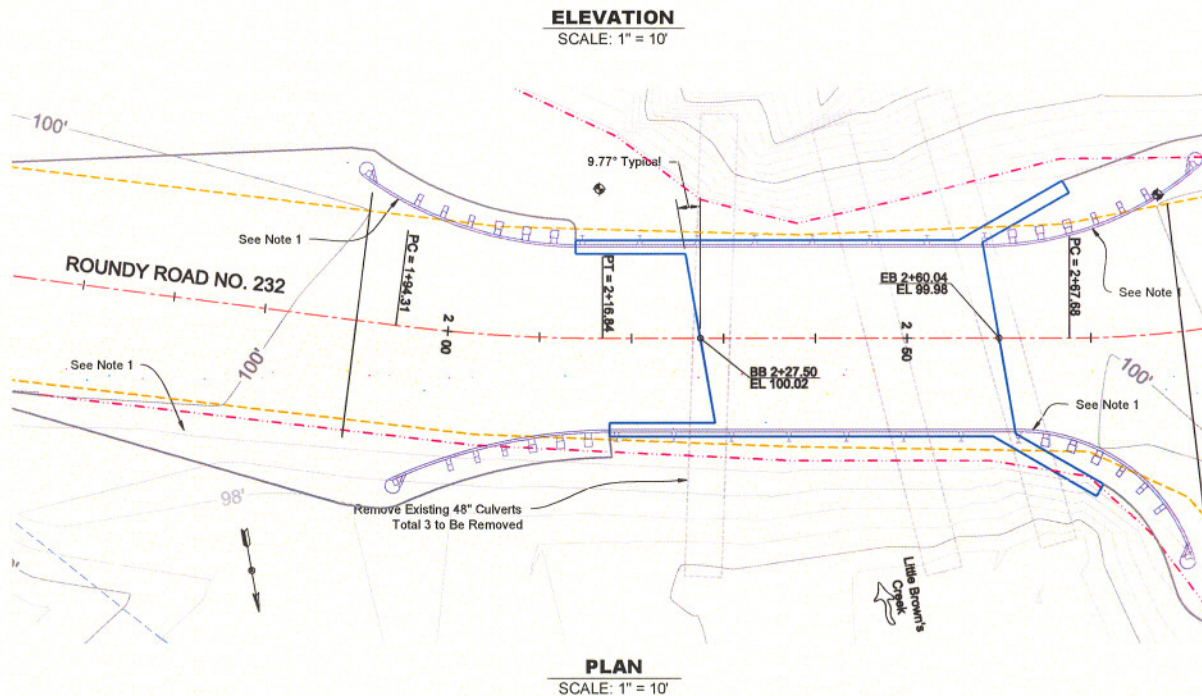 ELEVATION
SCALE: 1" = 10'
100'
9.77° Typical
See Note 1
PC = 1+94.31
PT = 2+16.84
PC = 2+67.68
ROUNDY ROAD NO. 232
EB 2+60.04
EL 99.98
See Note 1
2+00
2+50
See Note 1
100'
BB 2+27.50
EL 100.02
100'
See Note 1
98'
Remove Existing 48" Culverts
Total 3 to Be Removed
Little Brown's
Creek
PLAN
SCALE: 1" = 10'